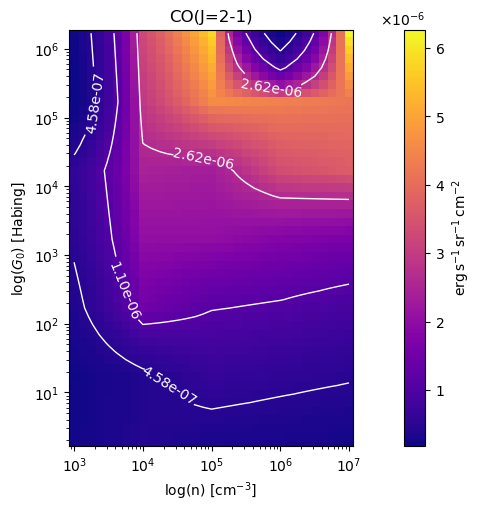 CO(J=2-1)
×10⁻⁶
10⁶
10⁵
10⁴
10³
10²
10¹
log(G₀) [Habing]
4.58e-07
2.62e-06
2.62e-06
1.10e-06
4.58e-07
10³ 10⁴ 10⁵ 10⁶ 10⁷
log(n) [cm⁻³]
6
5
4
3
2
1
erg s⁻¹ sr⁻¹ cm⁻²